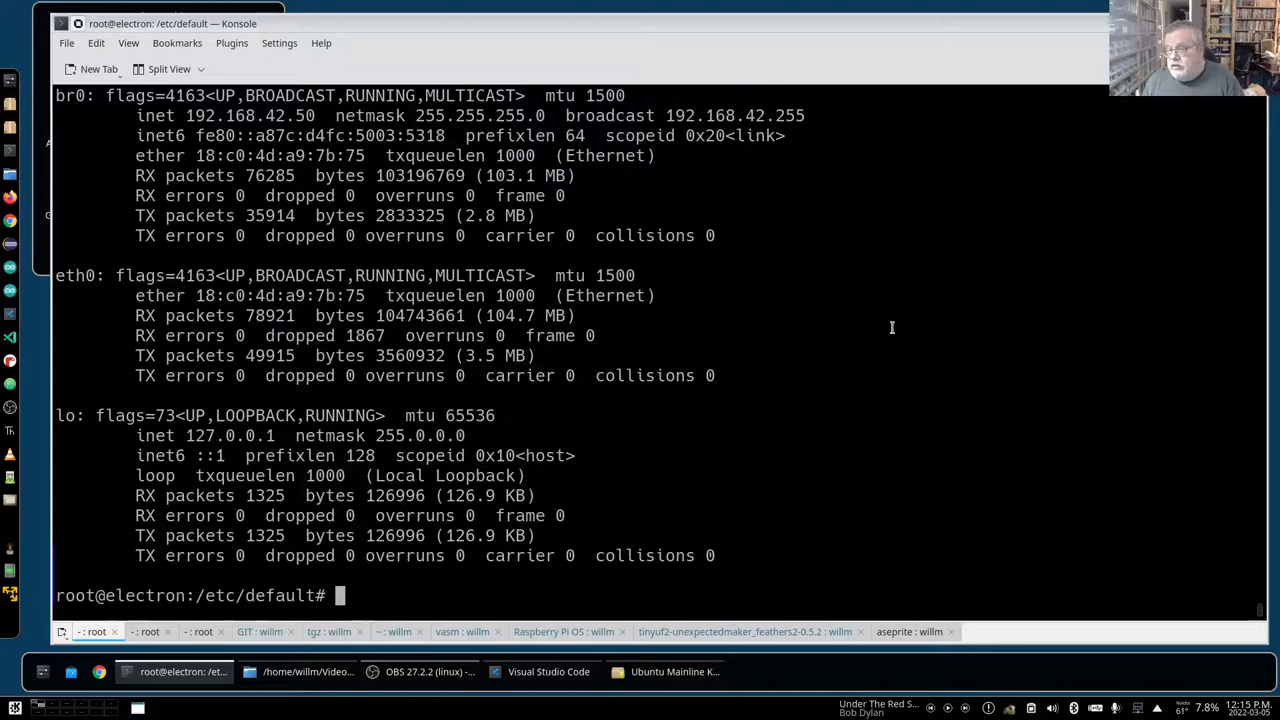 root@electron: /etc/default — Konsole
File Edit View Bookmarks Plugins Settings Help
New Tab Split View
br0: flags=4163<UP,BROADCAST,RUNNING,MULTICAST>  mtu 1500
inet 192.168.42.50  netmask 255.255.255.0  broadcast 192.168.42.255
inet6 fe80::a87c:d4fc:5003:5318  prefixlen 64  scopeid 0x20<link>
ether 18:c0:4d:a9:7b:75  txqueuelen 1000  (Ethernet)
RX packets 76285  bytes 103196769 (103.1 MB)
RX errors 0  dropped 0  overruns 0  frame 0
TX packets 35914  bytes 2833325 (2.8 MB)
TX errors 0  dropped 0 overruns 0  carrier 0  collisions 0
eth0: flags=4163<UP,BROADCAST,RUNNING,MULTICAST>  mtu 1500
ether 18:c0:4d:a9:7b:75  txqueuelen 1000  (Ethernet)
RX packets 78921  bytes 104743661 (104.7 MB)
RX errors 0  dropped 1867  overruns 0  frame 0
TX packets 49915  bytes 3560932 (3.5 MB)
TX errors 0  dropped 0 overruns 0  carrier 0  collisions 0
lo: flags=73<UP,LOOPBACK,RUNNING>  mtu 65536
inet 127.0.0.1  netmask 255.0.0.0
inet6 ::1  prefixlen 128  scopeid 0x10<host>
loop  txqueuelen 1000  (Local Loopback)
RX packets 1325  bytes 126996 (126.9 KB)
RX errors 0  dropped 0  overruns 0  frame 0
TX packets 1325  bytes 126996 (126.9 KB)
TX errors 0  dropped 0 overruns 0  carrier 0  collisions 0
root@electron:/etc/default#
- : root - : root - : root GIT : willm tgz : willm ~ : willm vasm : willm Raspberry Pi OS : willm tinyuf2-unexpectedmaker_feathers2-0.5.2 : willm aseprite : willm
root@electron: /et... /home/willm/Video... OBS 27.2.2 (linux) -... Visual Studio Code Ubuntu Mainline K...
Under The Red S...
Bob Dylan
Nvidia
61° 7.8% 12:15 PM
2022-03-05